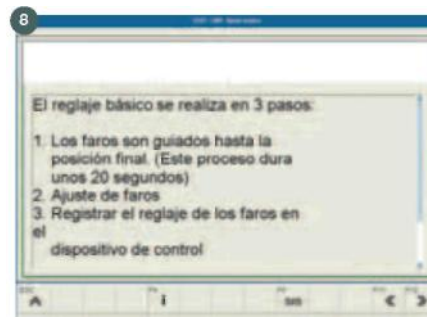 8
El reglaje básico se realiza en 3 pasos:
1. Los faros son guiados hasta la
posición final. (Este proceso dura
unos 20 segundos)
2. Ajuste de faros
3. Registrar el reglaje de los faros en
el
dispositivo de control
i